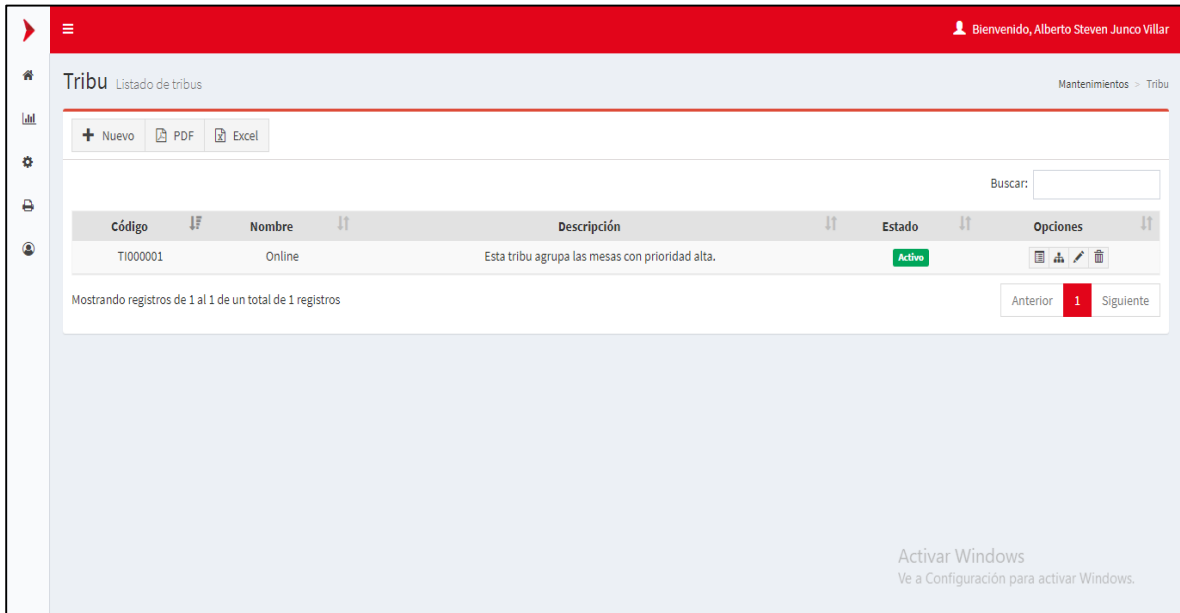 Bienvenido, Alberto Steven Junco Villar
Tribu Listado de tribus
Mantenimientos > Tribu
Nuevo PDF Excel
Buscar:
Código Nombre Descripción Estado Opciones
TI000001 Online Esta tribu agrupa las mesas con prioridad alta. Activo
Mostrando registros de 1 al 1 de un total de 1 registros
Anterior 1 Siguiente
Activar Windows
Ve a Configuración para activar Windows.